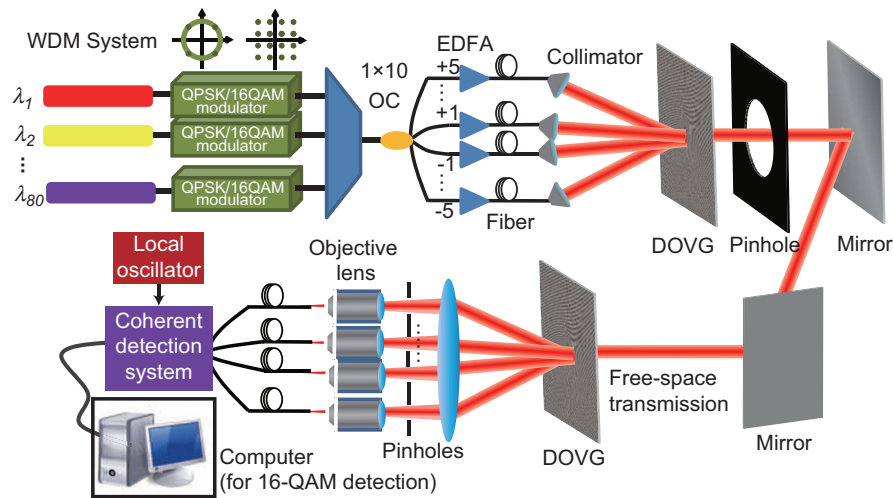 WDM System
λ1
λ2
⋮
λ80
QPSK/16QAM
modulator
QPSK/16QAM
modulator
QPSK/16QAM
modulator
1×10
OC
EDFA
+5
+1
-1
-5
Fiber
Collimator
DOVG
Pinhole
Mirror
Local
oscillator
Coherent
detection
system
Objective
lens
Pinholes
DOVG
Free-space
transmission
Mirror
Computer
(for 16-QAM detection)